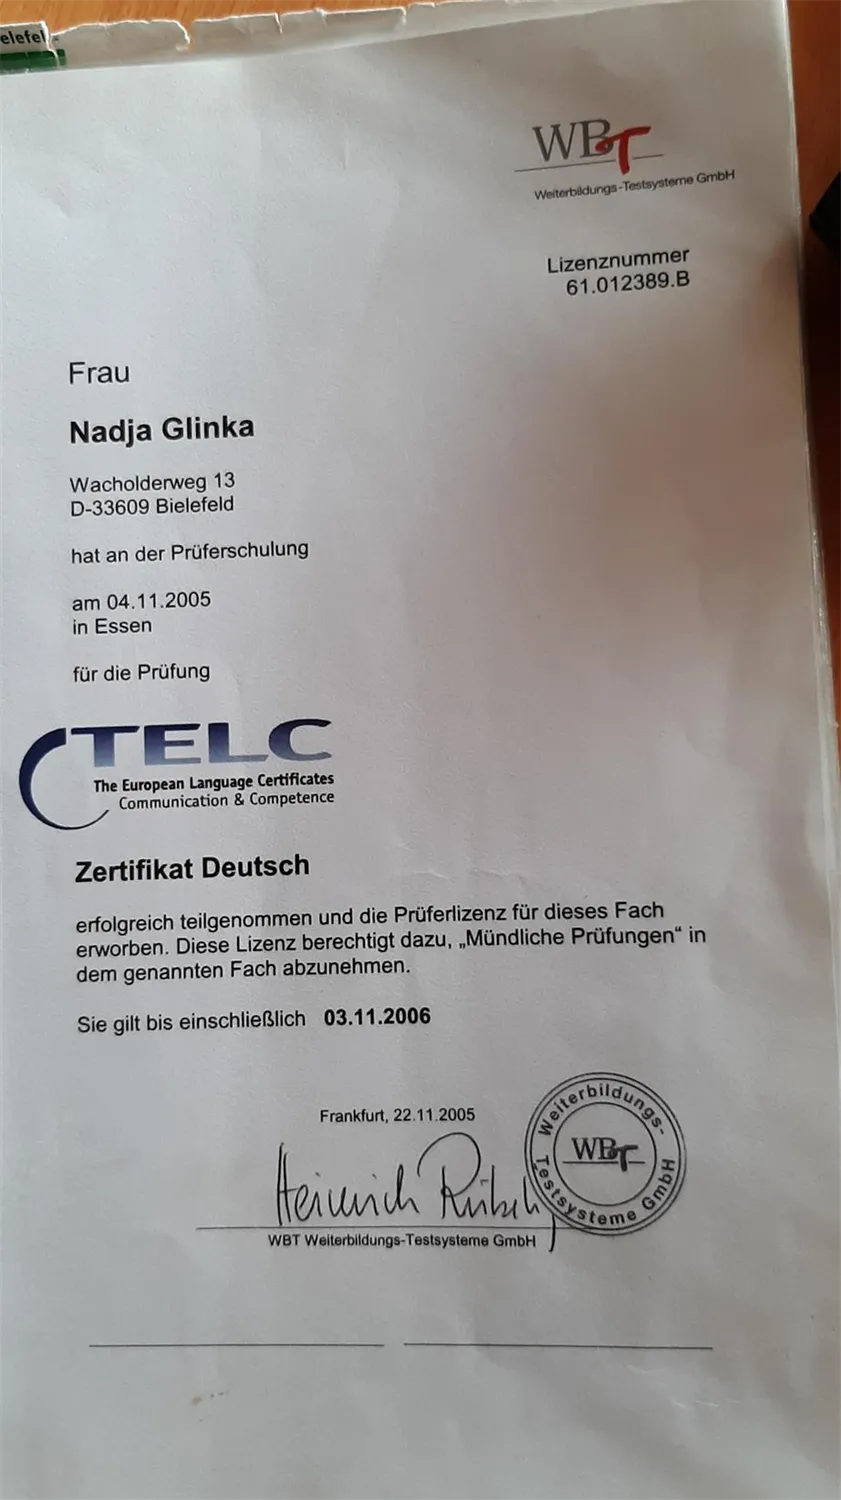 elefel
WBT
Weiterbildungs-Testsysteme GmbH
Lizenznummer
61.012389.B
Frau
Nadja Glinka
Wacholderweg 13
D-33609 Bielefeld
hat an der Prüferschulung
am 04.11.2005
in Essen
für die Prüfung
TELC
The European Language Certificates
Communication & Competence
Zertifikat Deutsch
erfolgreich teilgenommen und die Prüferlizenz für dieses Fach
erworben. Diese Lizenz berechtigt dazu, „Mündliche Prüfungen“ in
dem genannten Fach abzunehmen.
Sie gilt bis einschließlich 03.11.2006
Frankfurt, 22.11.2005
Heinrich
WBT Weiterbildungs-Testsysteme GmbH
Weiterbildungs-
WBT
Testsysteme GmbH